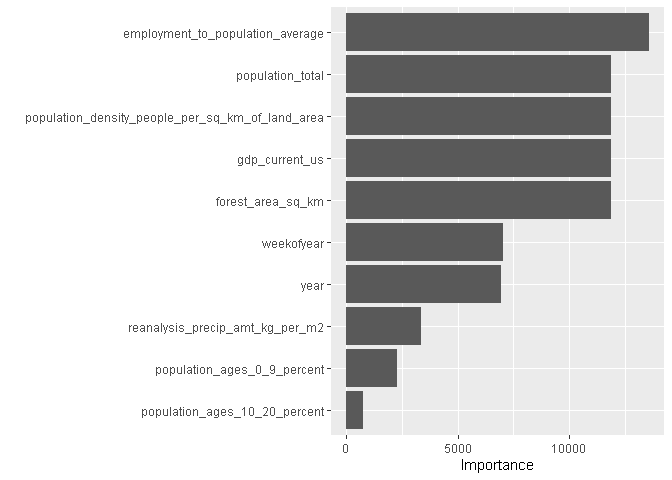 employment_to_population_average
population_total
population_density_people_per_sq_km_of_land_area
gdp_current_us
forest_area_sq_km
weekofyear
year
reanalysis_precip_amt_kg_per_m2
population_ages_0_9_percent
population_ages_10_20_percent
0 5000 10000
Importance